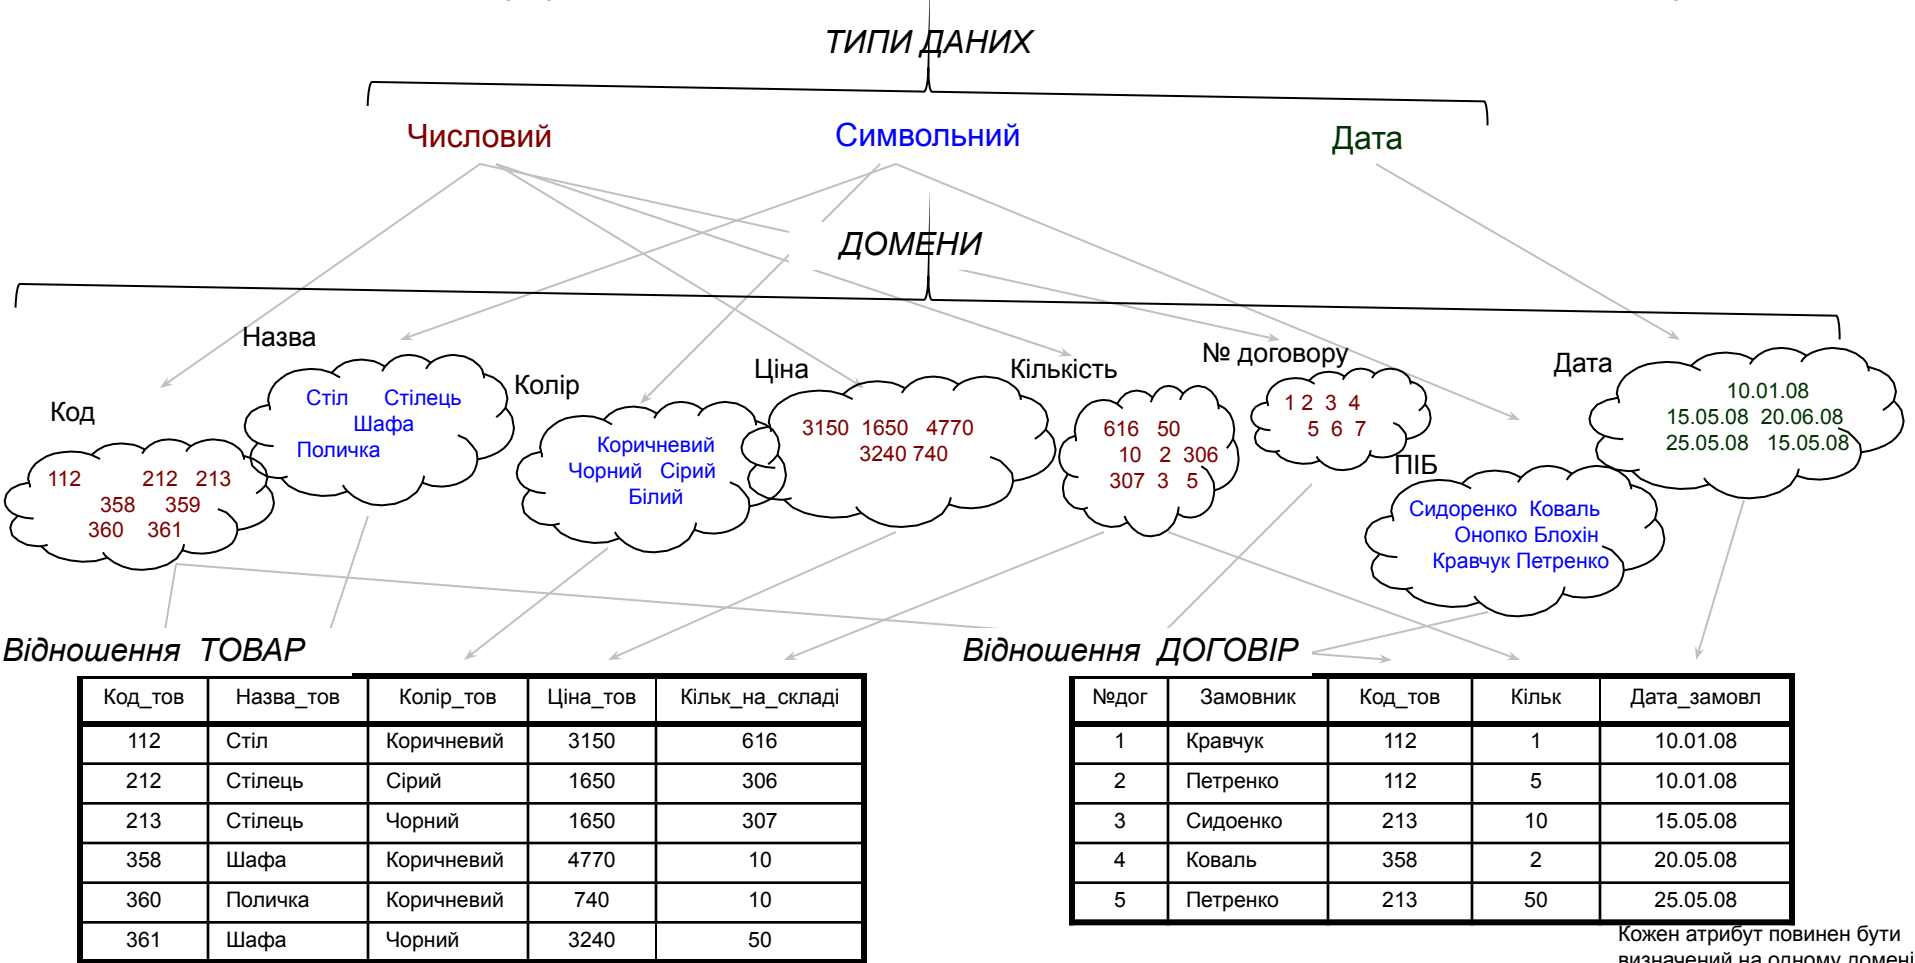 ТИПИ ДАНИХ
Числовий Символьний Дата
ДОМЕНИ
Назва
Стіл Стілець
Шафа
Поличка
Код
112 212 213
358 359
360 361
Колір
Коричневий
Чорний Сірий
Білий
Ціна
3150 1650 4770
3240 740
Кількість
616 50
10 2 306
307 3 5
№ договору
1 2 3 4
5 6 7
ПІБ
Сидоренко Коваль
Онопко Блохін
Кравчук Петренко
Дата
10.01.08
15.05.08 20.06.08
25.05.08 15.05.08
Відношення ТОВАР
Код_тов Назва_тов Колір_тов Ціна_тов Кільк_на_складі
112 Стіл Коричневий 3150 616
212 Стілець Сірий 1650 306
213 Стілець Чорний 1650 307
358 Шафа Коричневий 4770 10
360 Поличка Коричневий 740 10
361 Шафа Чорний 3240 50
Відношення ДОГОВІР
№дог Замовник Код_тов Кільк Дата_замовл
1 Кравчук 112 1 10.01.08
2 Петренко 112 5 10.01.08
3 Сидоенко 213 10 15.05.08
4 Коваль 358 2 20.05.08
5 Петренко 213 50 25.05.08
Кожен атрибут повинен бути
визначений на одному домені